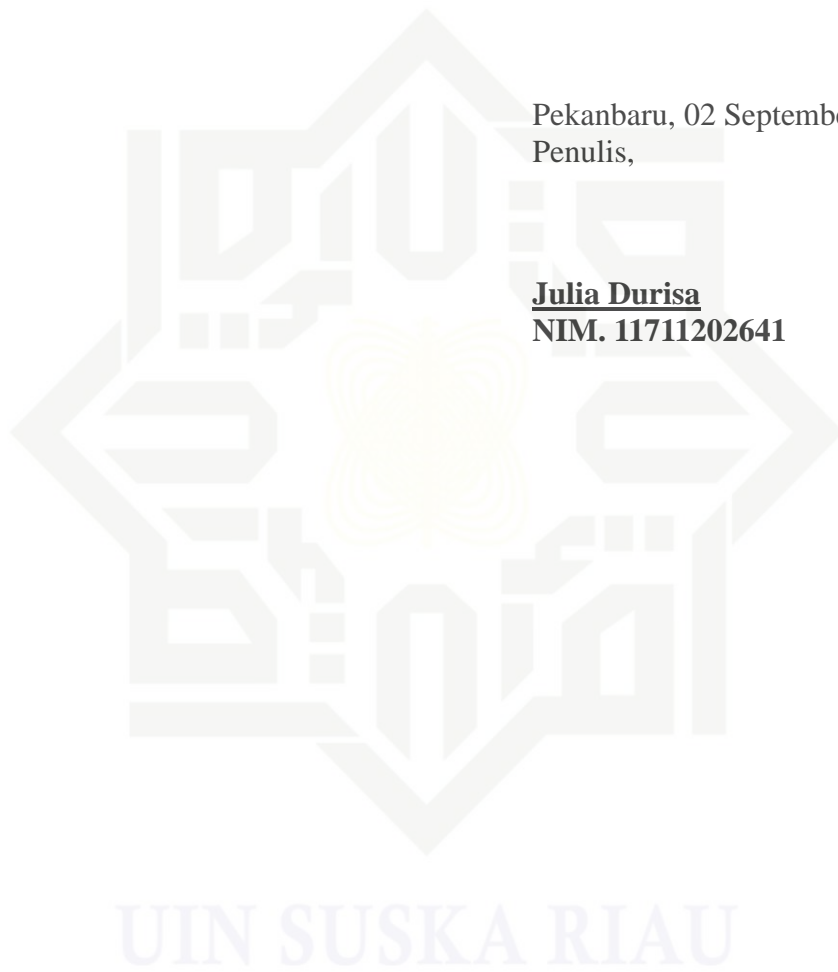 Pekanbaru, 02 Septemb
Penulis,
Julia Durisa
NIM. 11711202641
UIN SUSKA RIAU